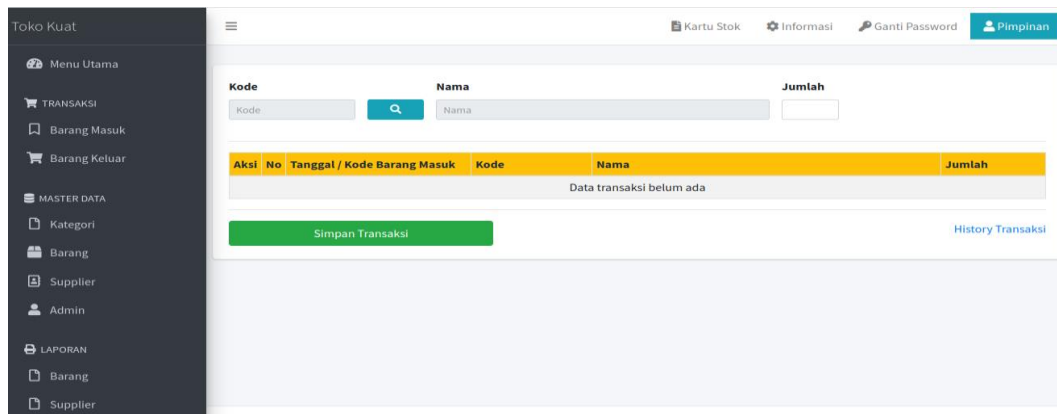 Toko Kuat
Kartu Stok Informasi Ganti Password Pimpinan
Menu Utama
TRANSAKSI
Barang Masuk
Barang Keluar
MASTER DATA
Kategori
Barang
Supplier
Admin
LAPORAN
Barang
Supplier
Kode Nama Jumlah
Kode Nama
Aksi No Tanggal / Kode Barang Masuk Kode Nama Jumlah
Data transaksi belum ada
Simpan Transaksi History Transaksi